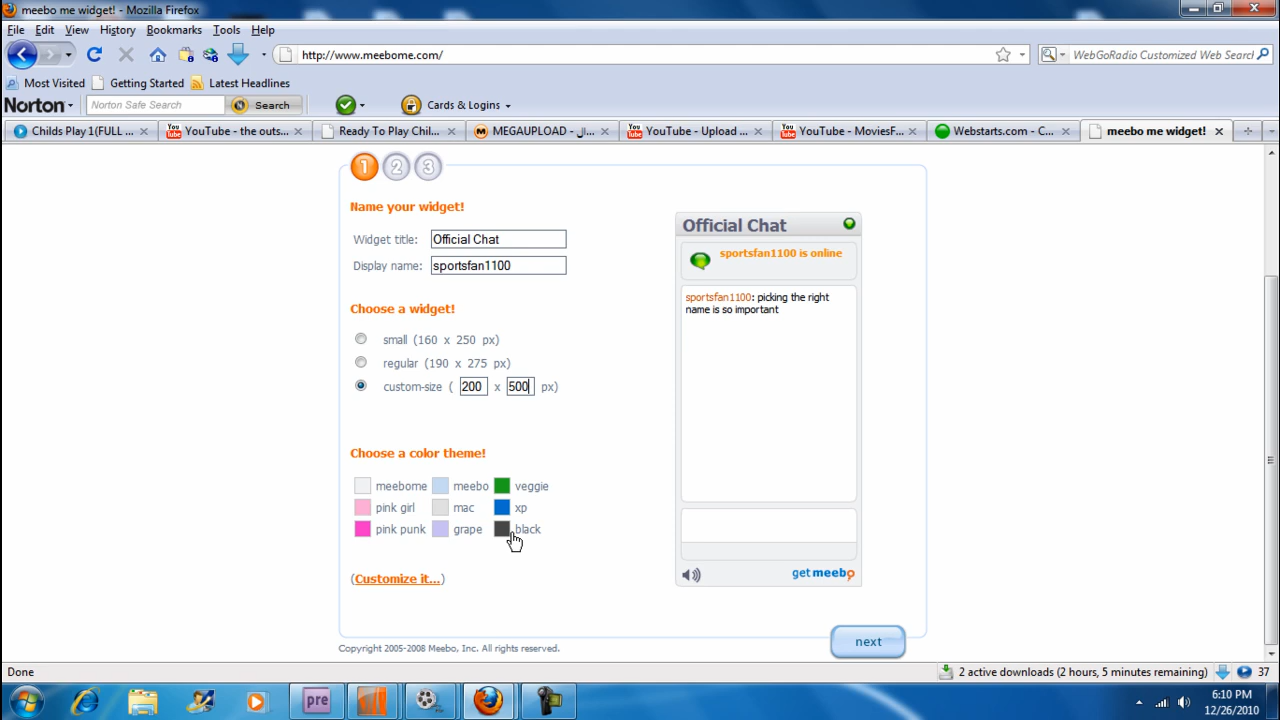 meebo me widget! - Mozilla Firefox
File Edit View History Bookmarks Tools Help
http://www.meebome.com/
WebGoRadio Customized Web Searc
Most Visited Getting Started Latest Headlines
Norton Norton Safe Search Search Cards & Logins
Childs Play 1(FULL ... YouTube - the outs... Ready To Play Chil... MEGAUPLOAD - ... YouTube - Upload ... YouTube - MoviesF... Webstarts.com - C... meebo me widget!
1 2 3
Name your widget!
Widget title: Official Chat
Display name: sportsfan1100
Choose a widget!
small (160 x 250 px)
regular (190 x 275 px)
custom-size ( 200 x 500 px)
Choose a color theme!
meebome meebo veggie
pink girl mac xp
pink punk grape black
(Customize it...)
Official Chat
sportsfan1100 is online
sportsfan1100: picking the right
name is so important
get meebo
next
Copyright 2005-2008 Meebo, Inc. All rights reserved.
Done 2 active downloads (2 hours, 5 minutes remaining) 37
pre
6:10 PM
12/26/2010